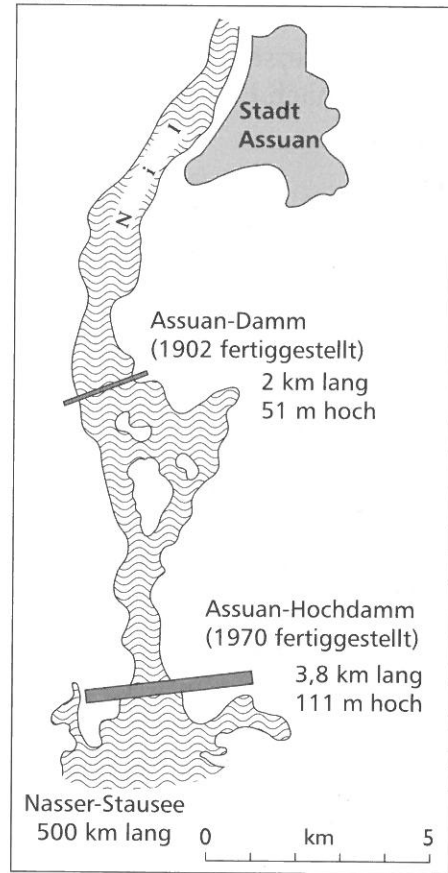 Stadt
Assuan
Nil
Assuan-Damm
(1902 fertiggestellt)
2 km lang
51 m hoch
Assuan-Hochdamm
(1970 fertiggestellt)
3,8 km lang
111 m hoch
Nasser-Stausee
500 km lang
0 km 5